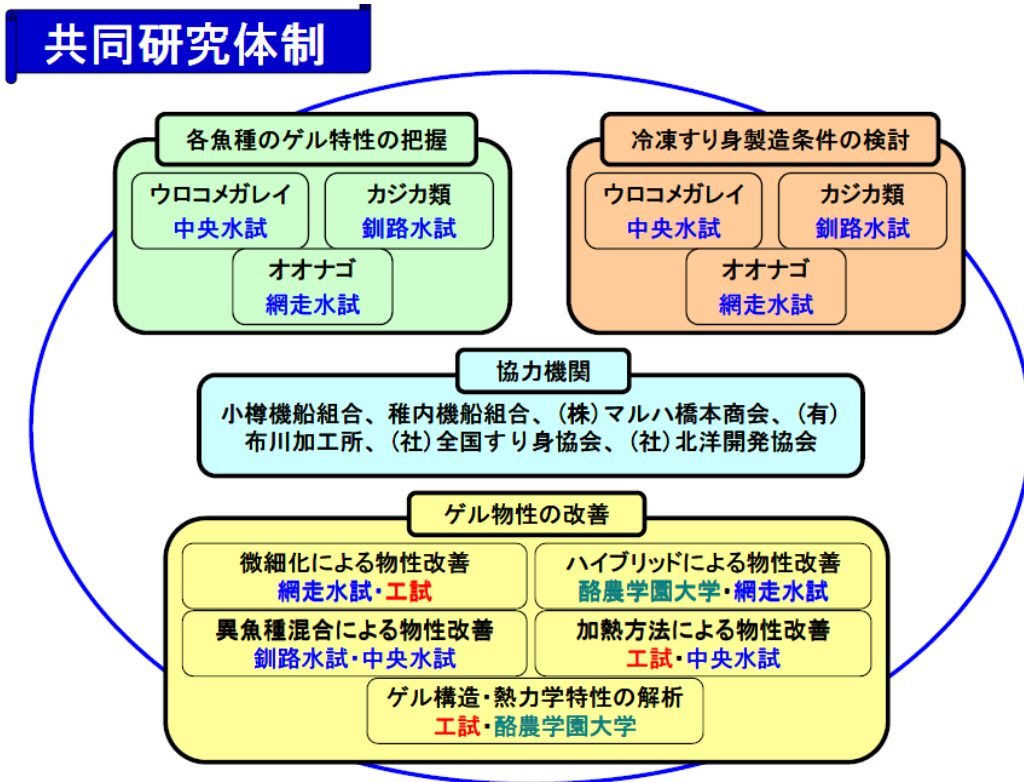 共同研究体制
各魚種のゲル特性の把握
ウロコメガレイ
中央水試
カジカ類
釧路水試
オオナゴ
網走水試
冷凍すり身製造条件の検討
ウロコメガレイ
中央水試
カジカ類
釧路水試
オオナゴ
網走水試
協力機関
小樽機船組合、稚内機船組合、(株)マルハ橋本商会、(有)
布川加工所、(社)全国すり身協会、(社)北洋開発協会
ゲル物性の改善
微細化による物性改善
網走水試・工試
ハイブリッドによる物性改善
酪農学園大学・網走水試
異魚種混合による物性改善
釧路水試・中央水試
加熱方法による物性改善
工試・中央水試
ゲル構造・熱力学特性の解析
工試・酪農学園大学